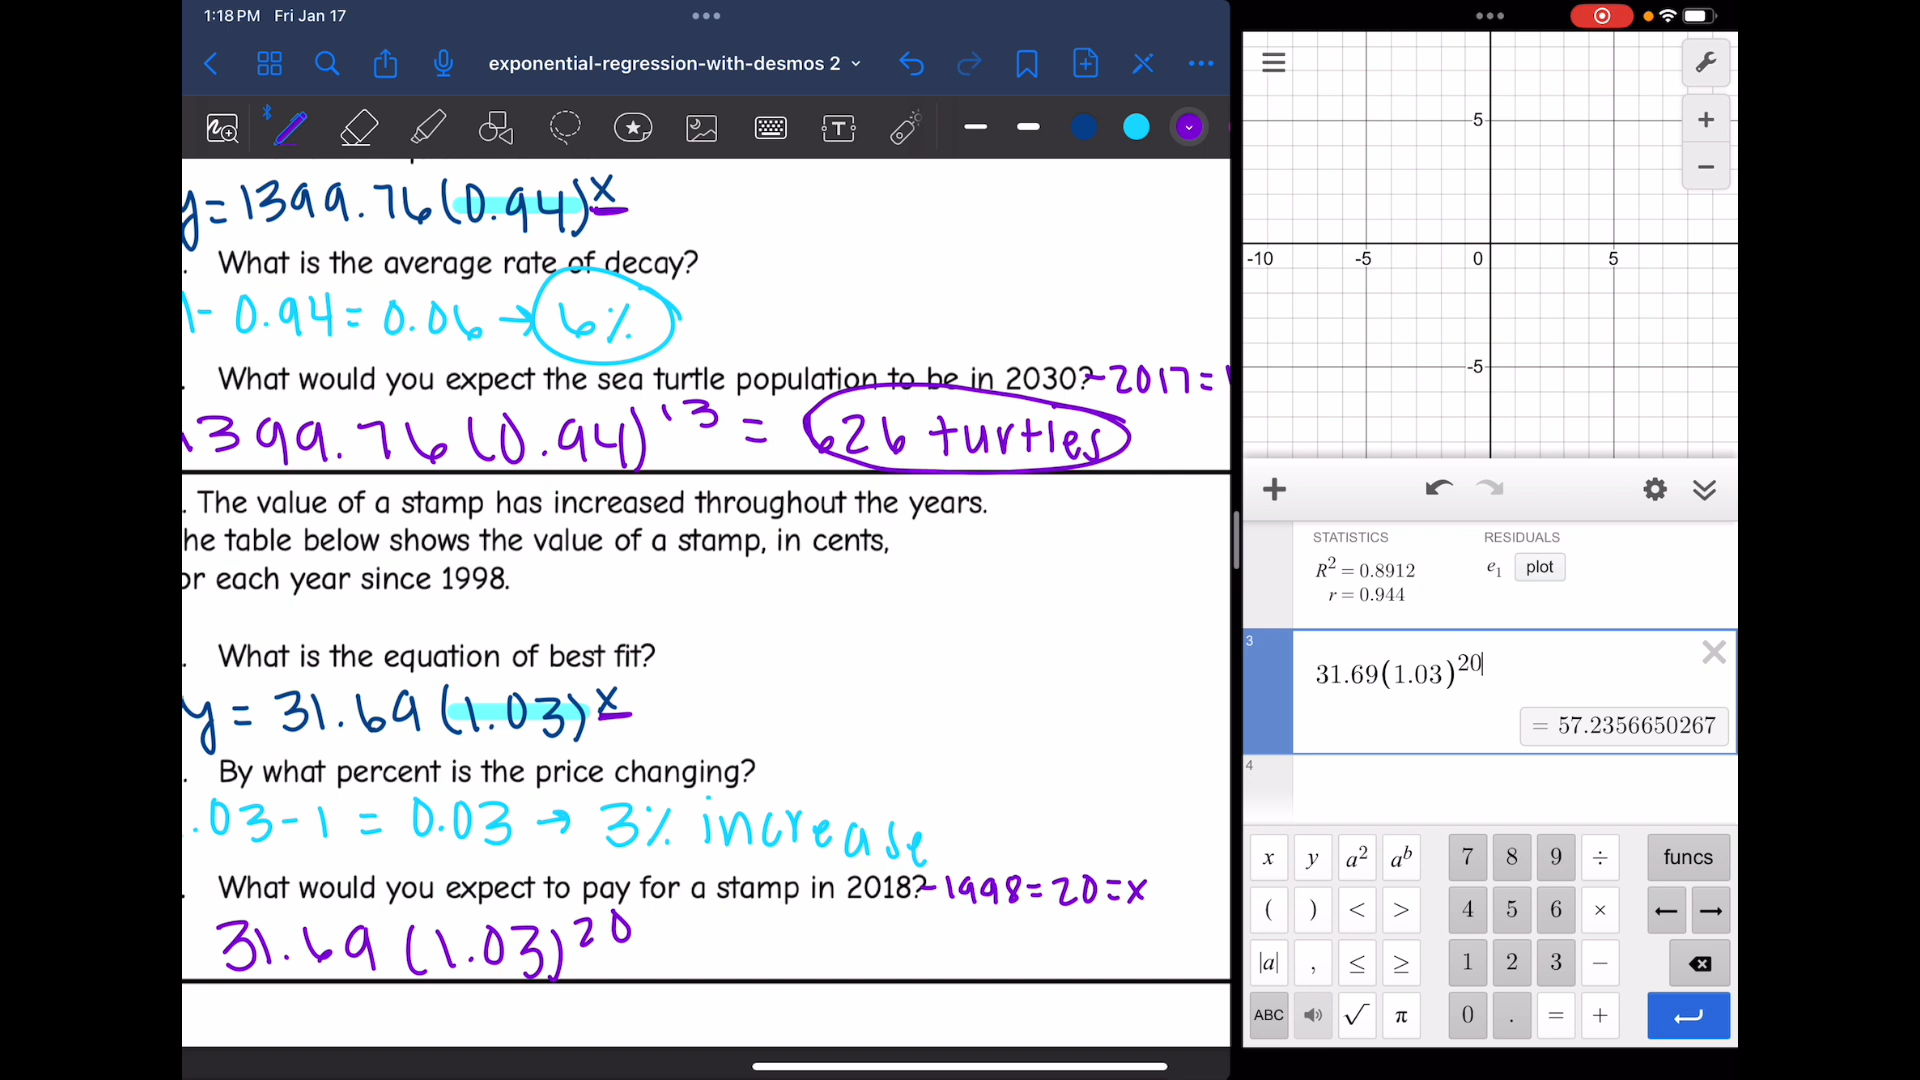 1:18 PM Fri Jan 17
exponential-regression-with-desmos 2
y=1399.76(0.94)^x
. What is the average rate of decay?
1- 0.94 = 0.06 → 6%
. What would you expect the sea turtle population to be in 2030? -2017=
1399.76(0.94)^13 = 626 turtles
. The value of a stamp has increased throughout the years.
he table below shows the value of a stamp, in cents,
or each year since 1998.
. What is the equation of best fit?
y = 31.69 (1.03)^x
. By what percent is the price changing?
.03-1 = 0.03 → 3% increase
. What would you expect to pay for a stamp in 2018? -1998=20=x
31.69 (1.03)^20
5
-10 -5 0 5
-5
STATISTICS RESIDUALS
R² = 0.8912 e₁ plot
r = 0.944
3
31.69(1.03)^20
= 57.2356650267
4
x y a² aᵇ 7 8 9 ÷ funcs
( ) < > 4 5 6 × ← →
|a| , ≤ ≥ 1 2 3 −
ABC √ π 0 . = +